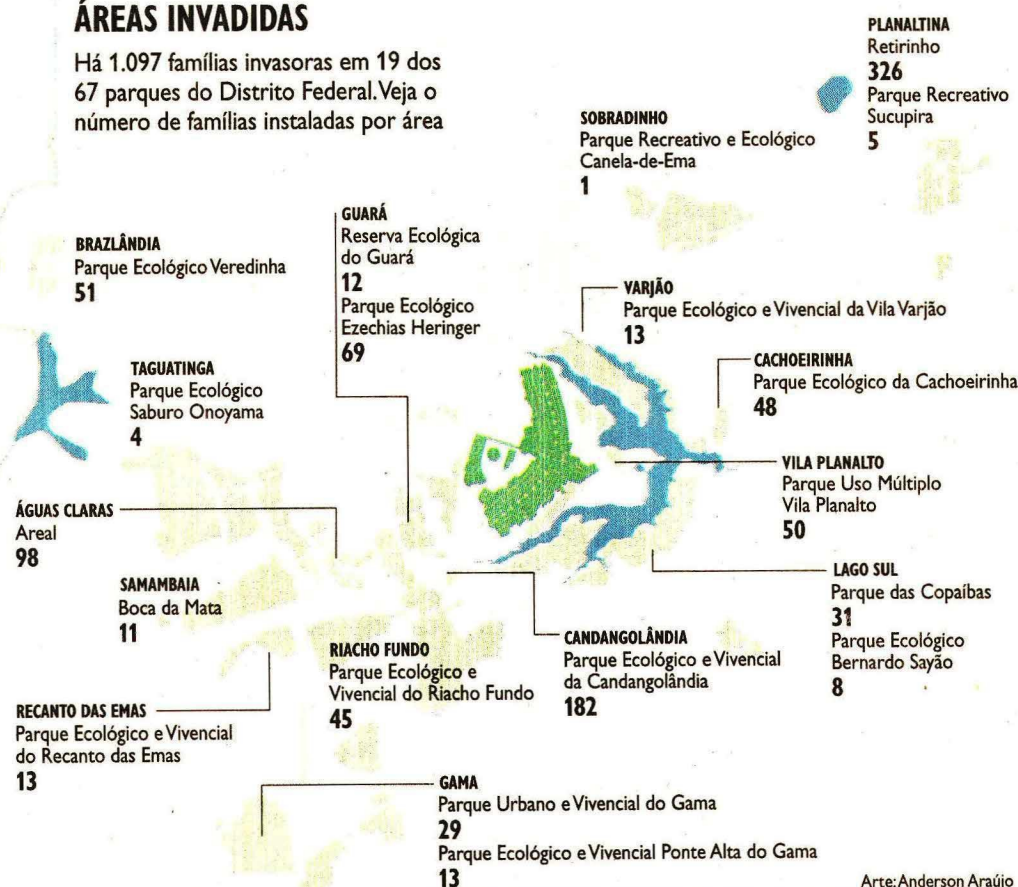 ÁREAS INVADIDAS
Há 1.097 famílias invasoras em 19 dos
67 parques do Distrito Federal. Veja o
número de famílias instaladas por área
PLANALTINA
Retirinho
326
Parque Recreativo
Sucupira
5
SOBRADINHO
Parque Recreativo e Ecológico
Canela-de-Ema
1
GUARÁ
Reserva Ecológica
do Guará
12
Parque Ecológico
Ezechias Heringer
69
BRAZLÂNDIA
Parque Ecológico Veredinha
51
VARJÃO
Parque Ecológico e Vivencial da Vila Varjão
13
TAGUATINGA
Parque Ecológico
Saburo Onoyama
4
CACHOEIRINHA
Parque Ecológico da Cachoeirinha
48
VILA PLANALTO
Parque Uso Múltiplo
Vila Planalto
50
ÁGUAS CLARAS
Areal
98
SAMAMBAIA
Boca da Mata
11
LAGO SUL
Parque das Copaíbas
31
Parque Ecológico
Bernardo Sayão
8
RIACHO FUNDO
Parque Ecológico e
Vivencial do Riacho Fundo
45
CANDANGOLÂNDIA
Parque Ecológico e Vivencial
da Candangolândia
182
RECANTO DAS EMAS
Parque Ecológico e Vivencial
do Recanto das Emas
13
GAMA
Parque Urbano e Vivencial do Gama
29
Parque Ecológico e Vivencial Ponte Alta do Gama
13
Arte: Anderson Araújo